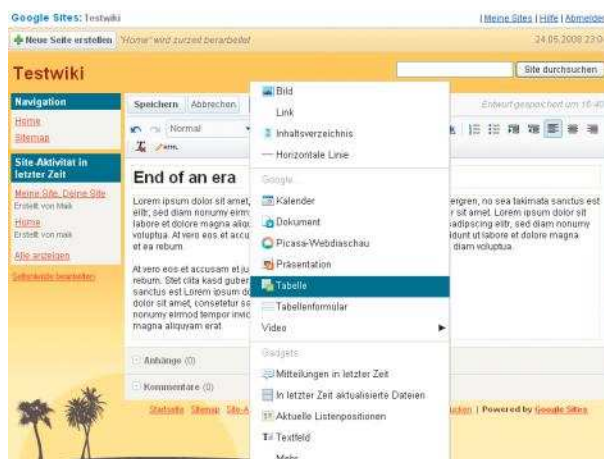 Google Sites: Testwiki
| Meine Sites | Hilfe | Abmelden
Neue Seite erstellen "Home" wird zurzeit bearbeitet
24.05.2008 23:0
Testwiki
Site durchsuchen
Navigation
Home
Sitemap
Site-Aktivität in
letzter Zeit
Meine Site, Deine Site
Erstellt von Maik
Home
Erstellt von maik
Alle anzeigen
Seitenleiste bearbeiten
Speichern Abbrechen
Entwurf gespeichert um 16:40
Normal
HTML
End of an era
Lorem ipsum dolor sit amet,
elitr, sed diam nonumy eirm
labore et dolore magna aliq
voluptua. At vero eos et accu
et ea rebum.
At vero eos et accusam et ju
rebum. Stet clita kasd guber
sanctus est Lorem ipsum do
dolor sit amet, consetetur sa
nonumy eirmod tempor invid
magna aliquyam erat
ergren, no sea takimata sanctus est
r sit amet. Lorem ipsum dolor sit
sadipscing elitr, sed diam nonumy
idunt ut labore et dolore magna
diam voluptua.
Bild
Link
Inhaltsverzeichnis
Horizontale Linie
Google
Kalender
Dokument
Picasa-Webdiaschau
Präsentation
Tabelle
Tabellenformular
Video
Gadgets
Mitteilungen in letzter Zeit
In letzter Zeit aktualisierte Dateien
Aktuelle Listenpositionen
Textfeld
Mehr
Anhänge (0)
Kommentare (0)
Startseite Sitemap Site-A
ucken | Powered by Google Sites